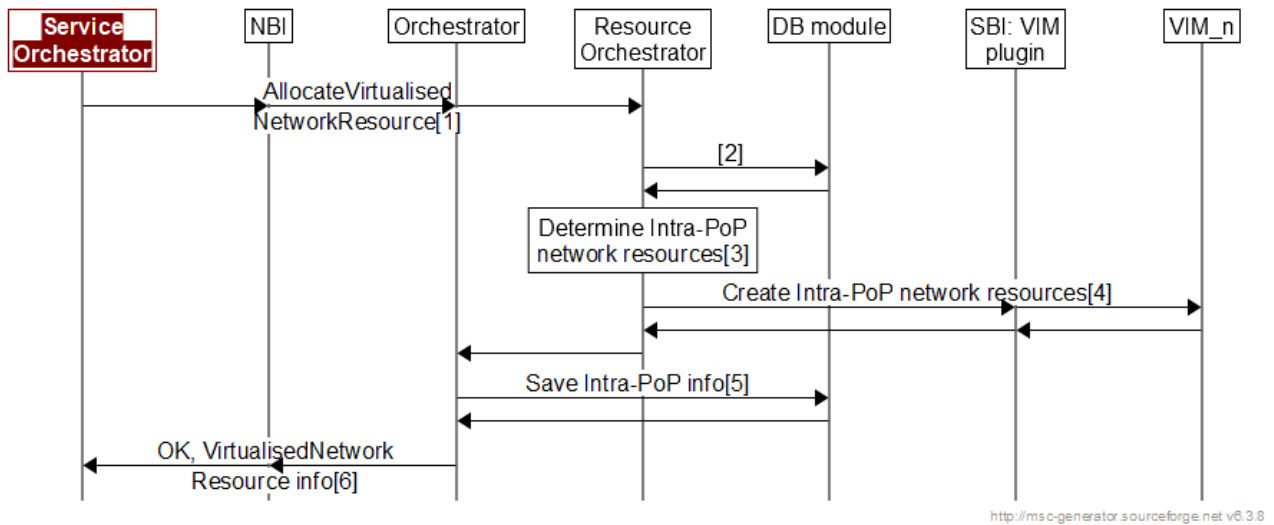 Service
Orchestrator
NBI
Orchestrator
Resource
Orchestrator
DB module
SBI: VIM
plugin
VIM_n
AllocateVirtualised
NetworkResource[1]
[2]
Determine Intra-PoP
network resources[3]
Create Intra-PoP network resources[4]
Save Intra-PoP info[5]
OK, VirtualisedNetwork
Resource info[6]
http://msc-generator.sourceforge.net v6.3.8